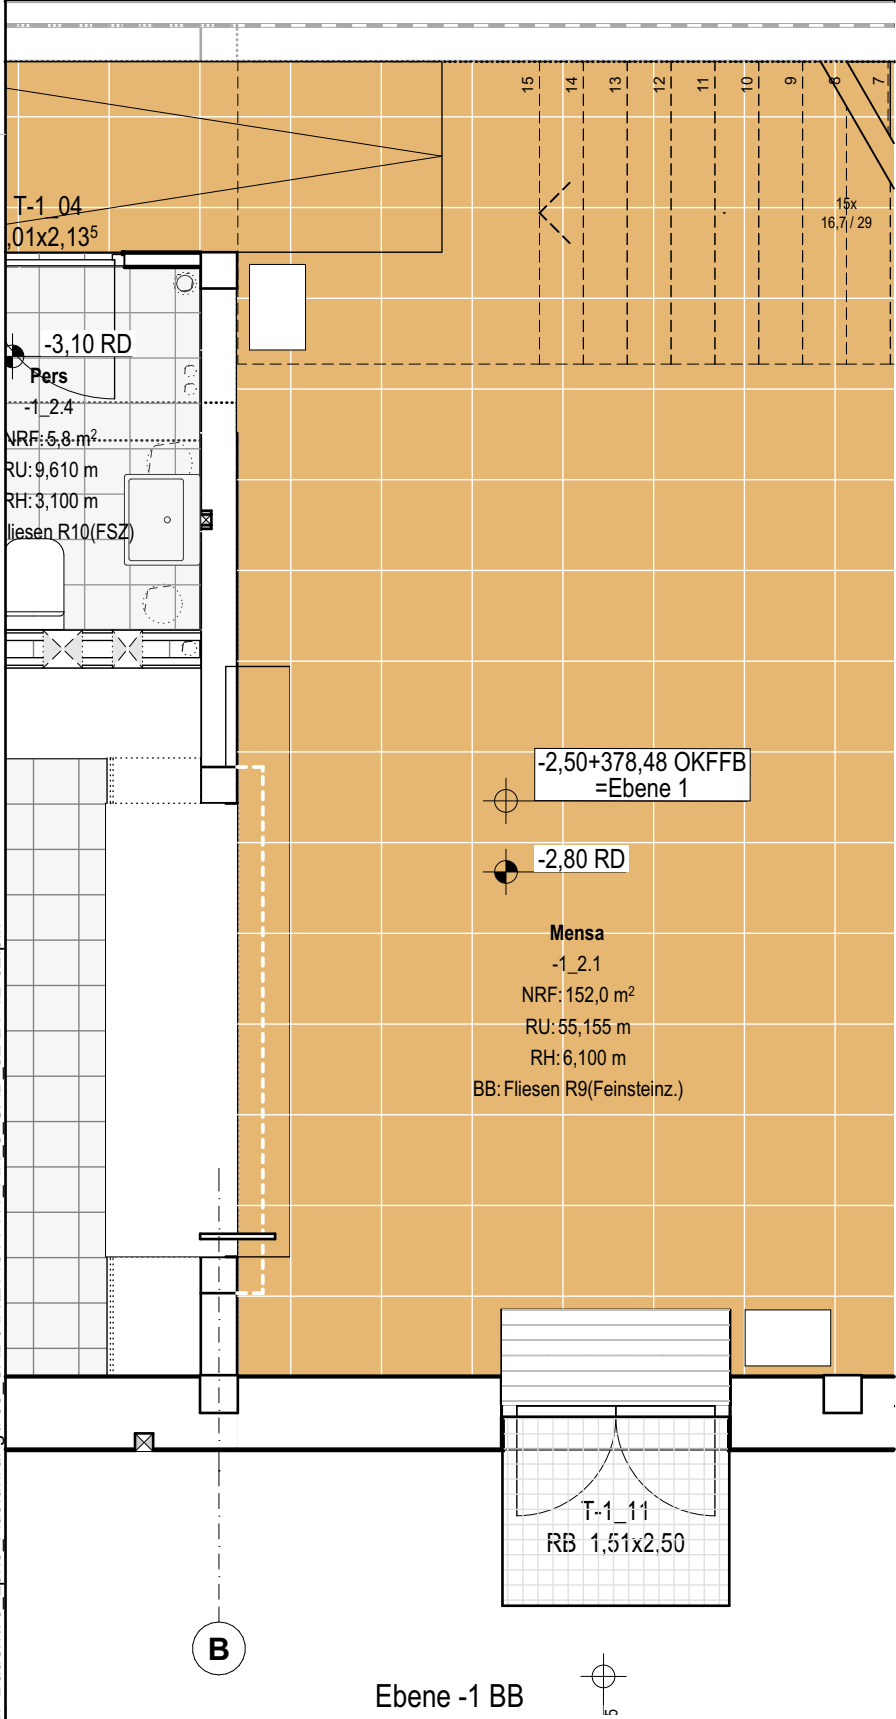 15
14
13
12
11
10
9
8
7
15x
16,7 / 29
T-1_04
,01x2,13⁵
-3,10 RD
Pers
-1_2.4
NRF: 5,8 m²
RU: 9,610 m
RH: 3,100 m
liesen R10(FSZ)
-2,50+378,48 OKFFB
=Ebene 1
-2,80 RD
Mensa
-1_2.1
NRF: 152,0 m²
RU: 55,155 m
RH: 6,100 m
BB: Fliesen R9(Feinsteinz.)
T-1_11
RB 1,51x2,50
B
Ebene -1 BB